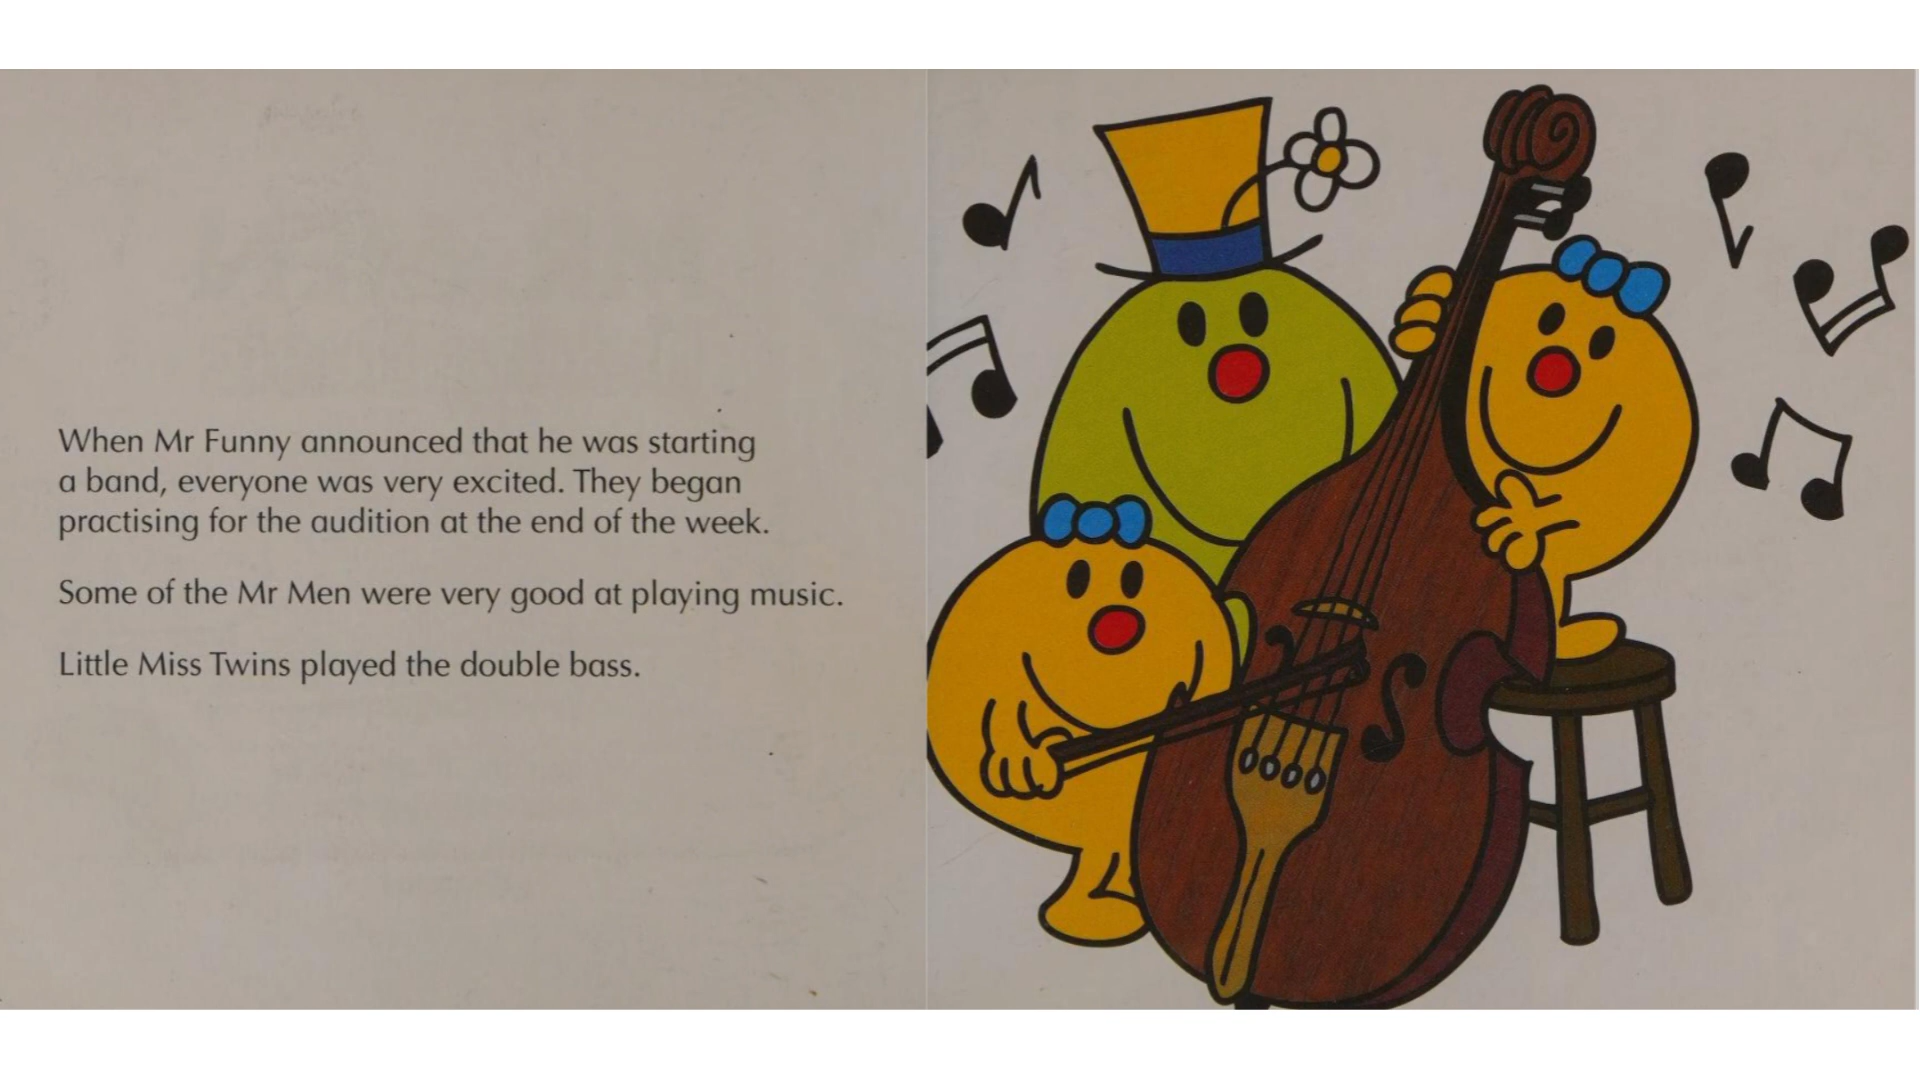 When Mr Funny announced that he was starting
a band, everyone was very excited. They began
practising for the audition at the end of the week.
Some of the Mr Men were very good at playing music.
Little Miss Twins played the double bass.